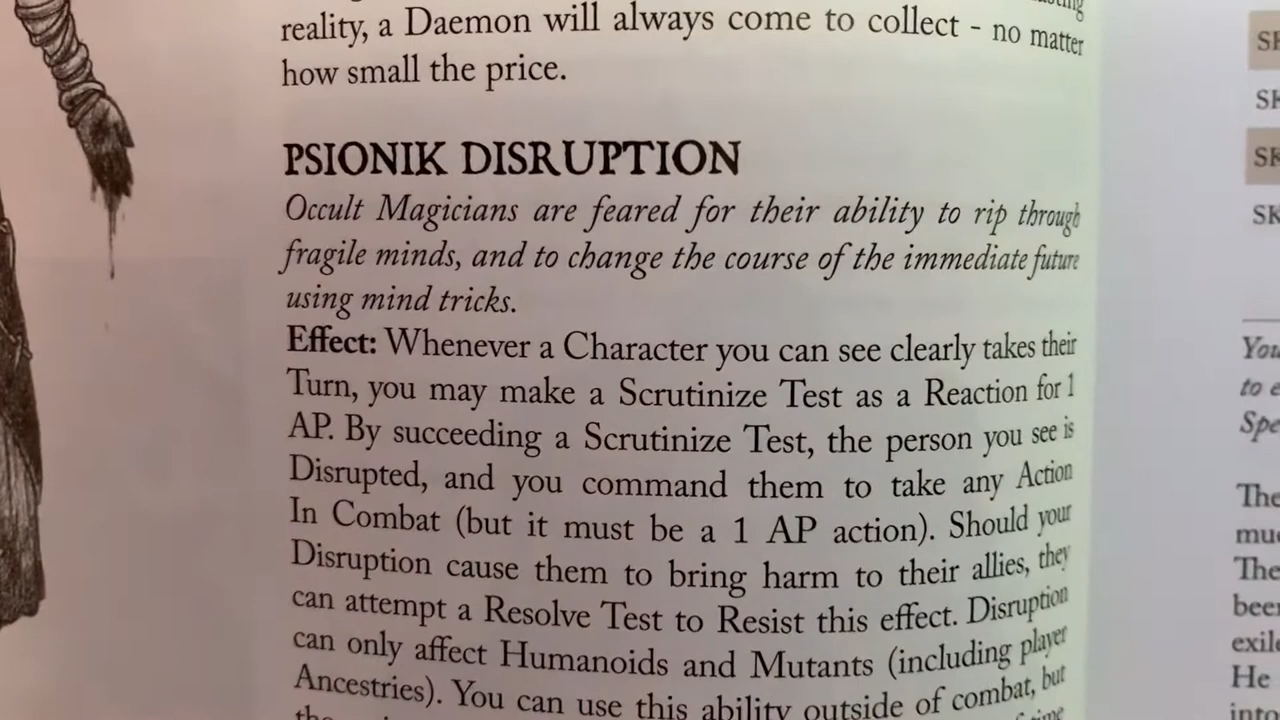 reality, a Daemon will always come to collect - no matter
how small the price.
PSIONIK DISRUPTION
Occult Magicians are feared for their ability to rip through
fragile minds, and to change the course of the immediate future
using mind tricks.
Effect: Whenever a Character you can see clearly takes their
Turn, you may make a Scrutinize Test as a Reaction for 1
AP. By succeeding a Scrutinize Test, the person you see is
Disrupted, and you command them to take any Action
In Combat (but it must be a 1 AP action). Should your
Disruption cause them to bring harm to their allies, they
can attempt a Resolve Test to Resist this effect. Disruption
can only affect Humanoids and Mutants (including player
Ancestries). You can use this ability outside of combat, but
You
to
The
The
He